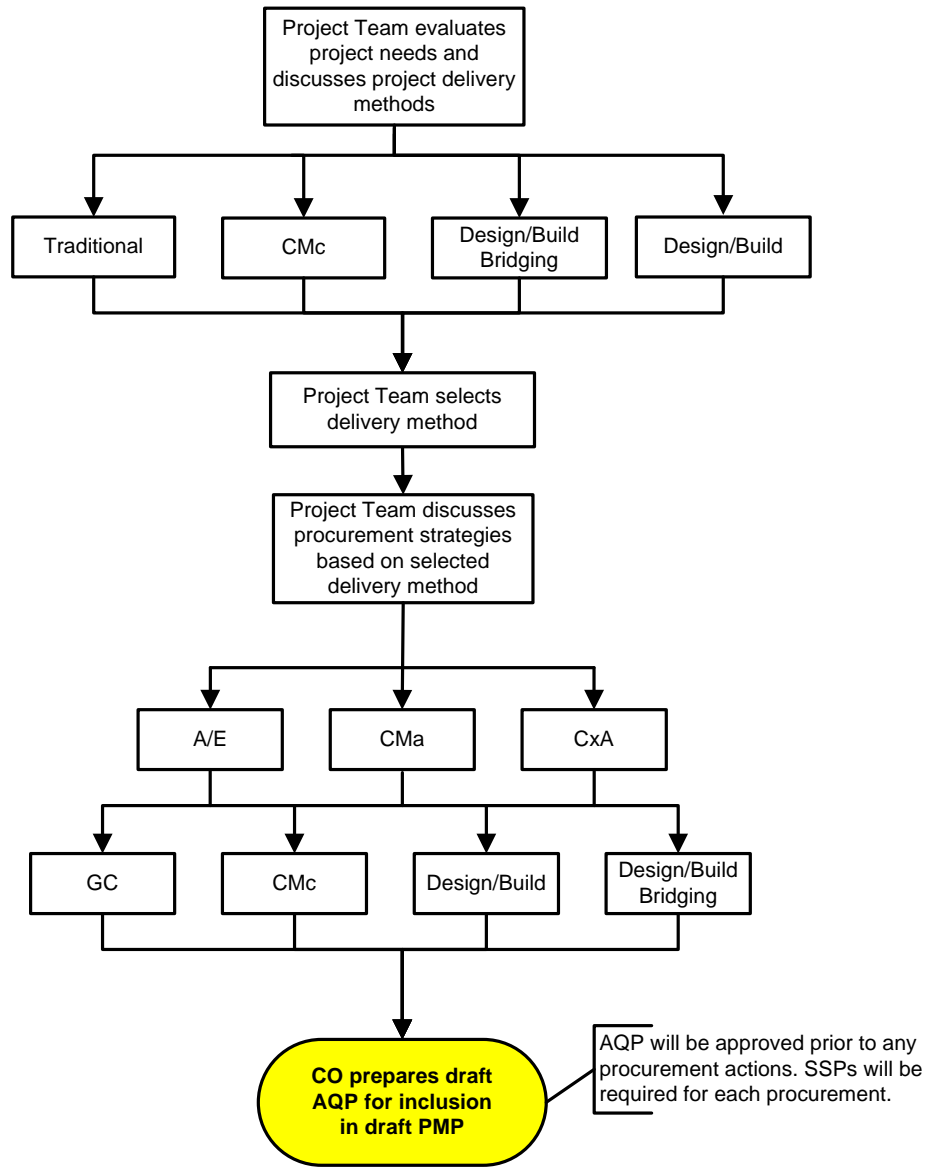 Project Team evaluates
project needs and
discusses project delivery
methods
Traditional
CMc
Design/Build
Bridging
Design/Build
Project Team selects
delivery method
Project Team discusses
procurement strategies
based on selected
delivery method
A/E
CMa
CxA
GC
CMc
Design/Build
Design/Build
Bridging
CO prepares draft
AQP for inclusion
in draft PMP
AQP will be approved prior to any
procurement actions. SSPs will be
required for each procurement.